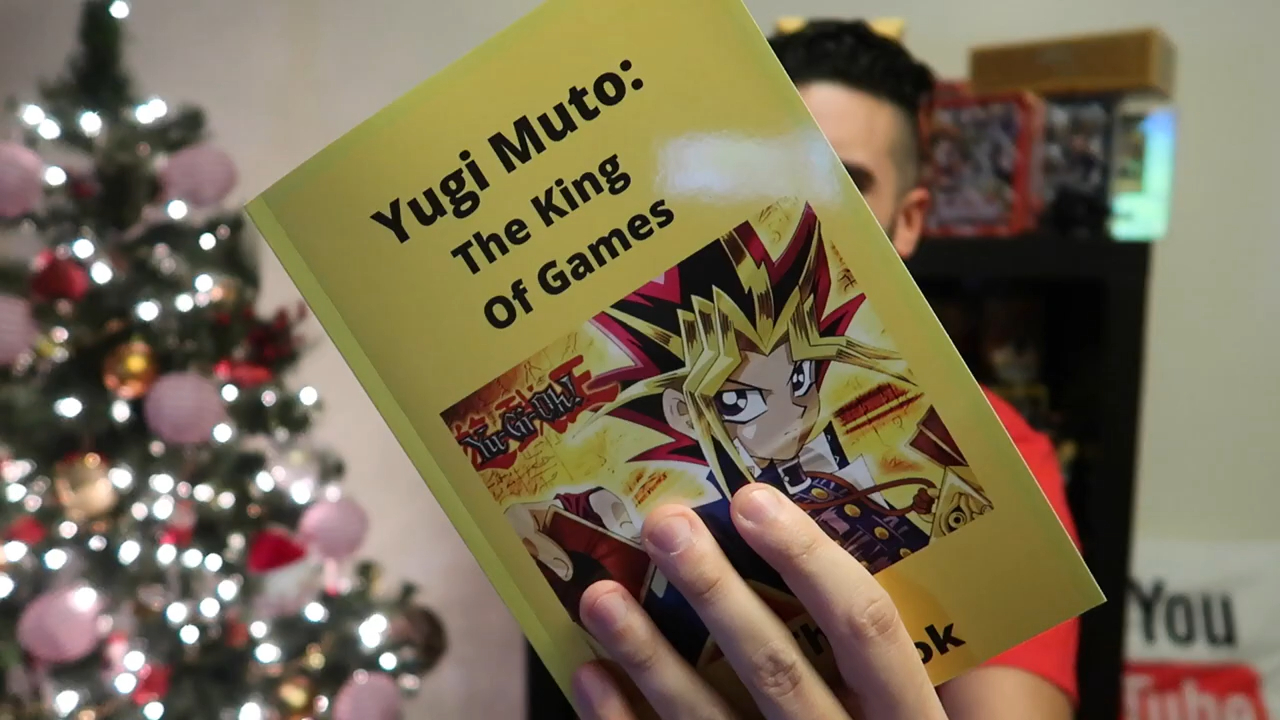 Yugi Muto:
The King
Of Games
Yu-Gi-Oh!
You
Tube